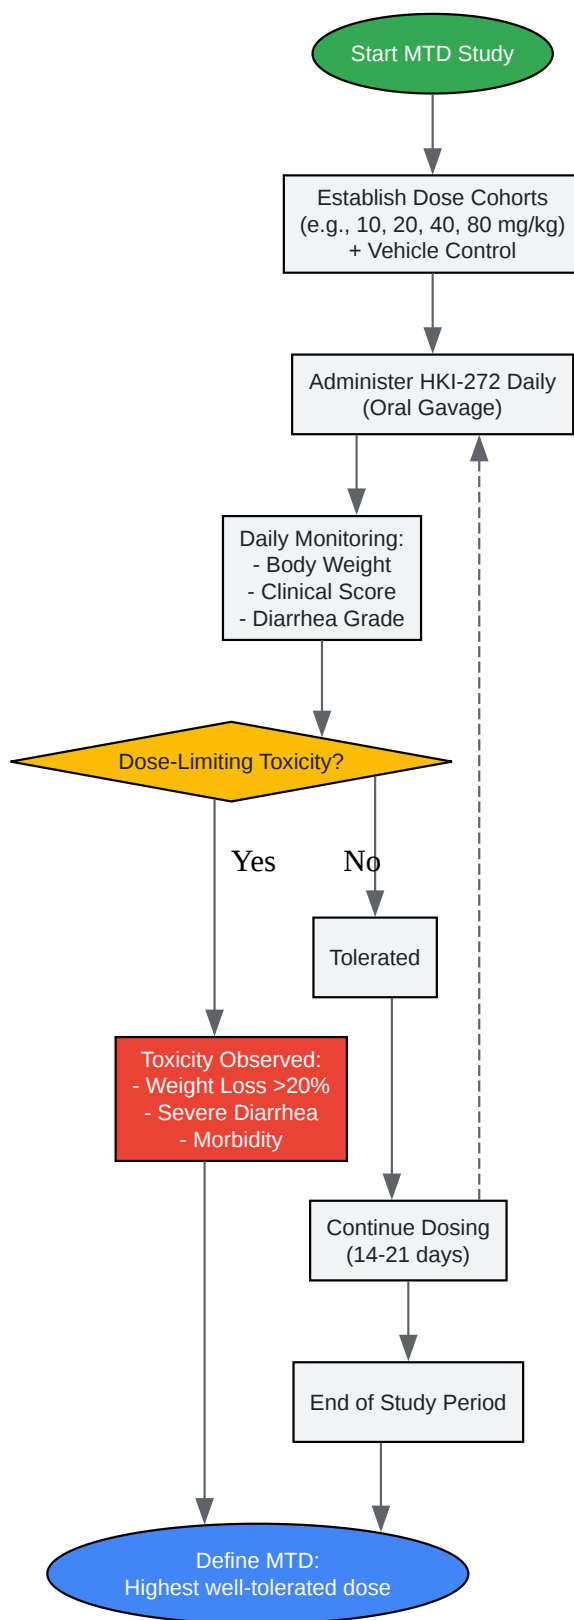 Start MTD Study
Establish Dose Cohorts
(e.g., 10, 20, 40, 80 mg/kg)
+ Vehicle Control
Administer HKI-272 Daily
(Oral Gavage)
Daily Monitoring:
- Body Weight
- Clinical Score
- Diarrhea Grade
Dose-Limiting Toxicity?
Yes
No
Tolerated
Toxicity Observed:
- Weight Loss >20%
- Severe Diarrhea
- Morbidity
Continue Dosing
(14-21 days)
End of Study Period
Define MTD:
Highest well-tolerated dose